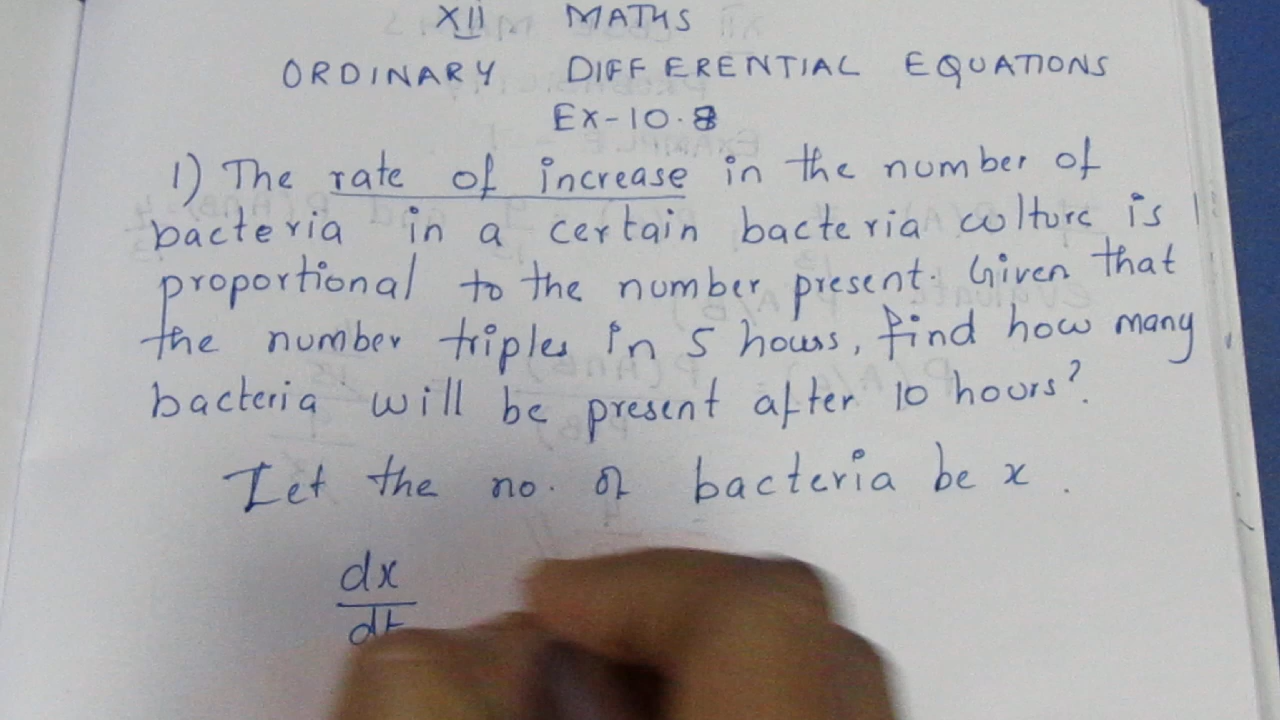 XII MATHS
ORDINARY DIFFERENTIAL EQUATIONS
EX-10.8
1) The rate of increase in the number of
bacteria in a certain bacteria culture is
proportional to the number present. Given that
the number triples in 5 hours, find how many
bacteria will be present after 10 hours?
Let the no. of bacteria be x.
dx
dt